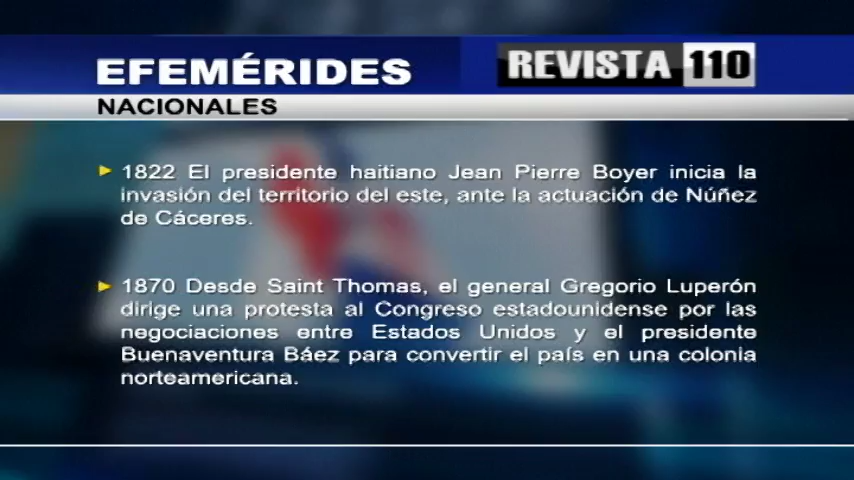 EFEMÉRIDES
REVISTA 110
NACIONALES
1822 El presidente haitiano Jean Pierre Boyer inicia la
invasión del territorio del este, ante la actuación de Núñez
de Cáceres.
1870 Desde Saint Thomas, el general Gregorio Luperón
dirige una protesta al Congreso estadounidense por las
negociaciones entre Estados Unidos y el presidente
Buenaventura Báez para convertir el país en una colonia
norteamericana.